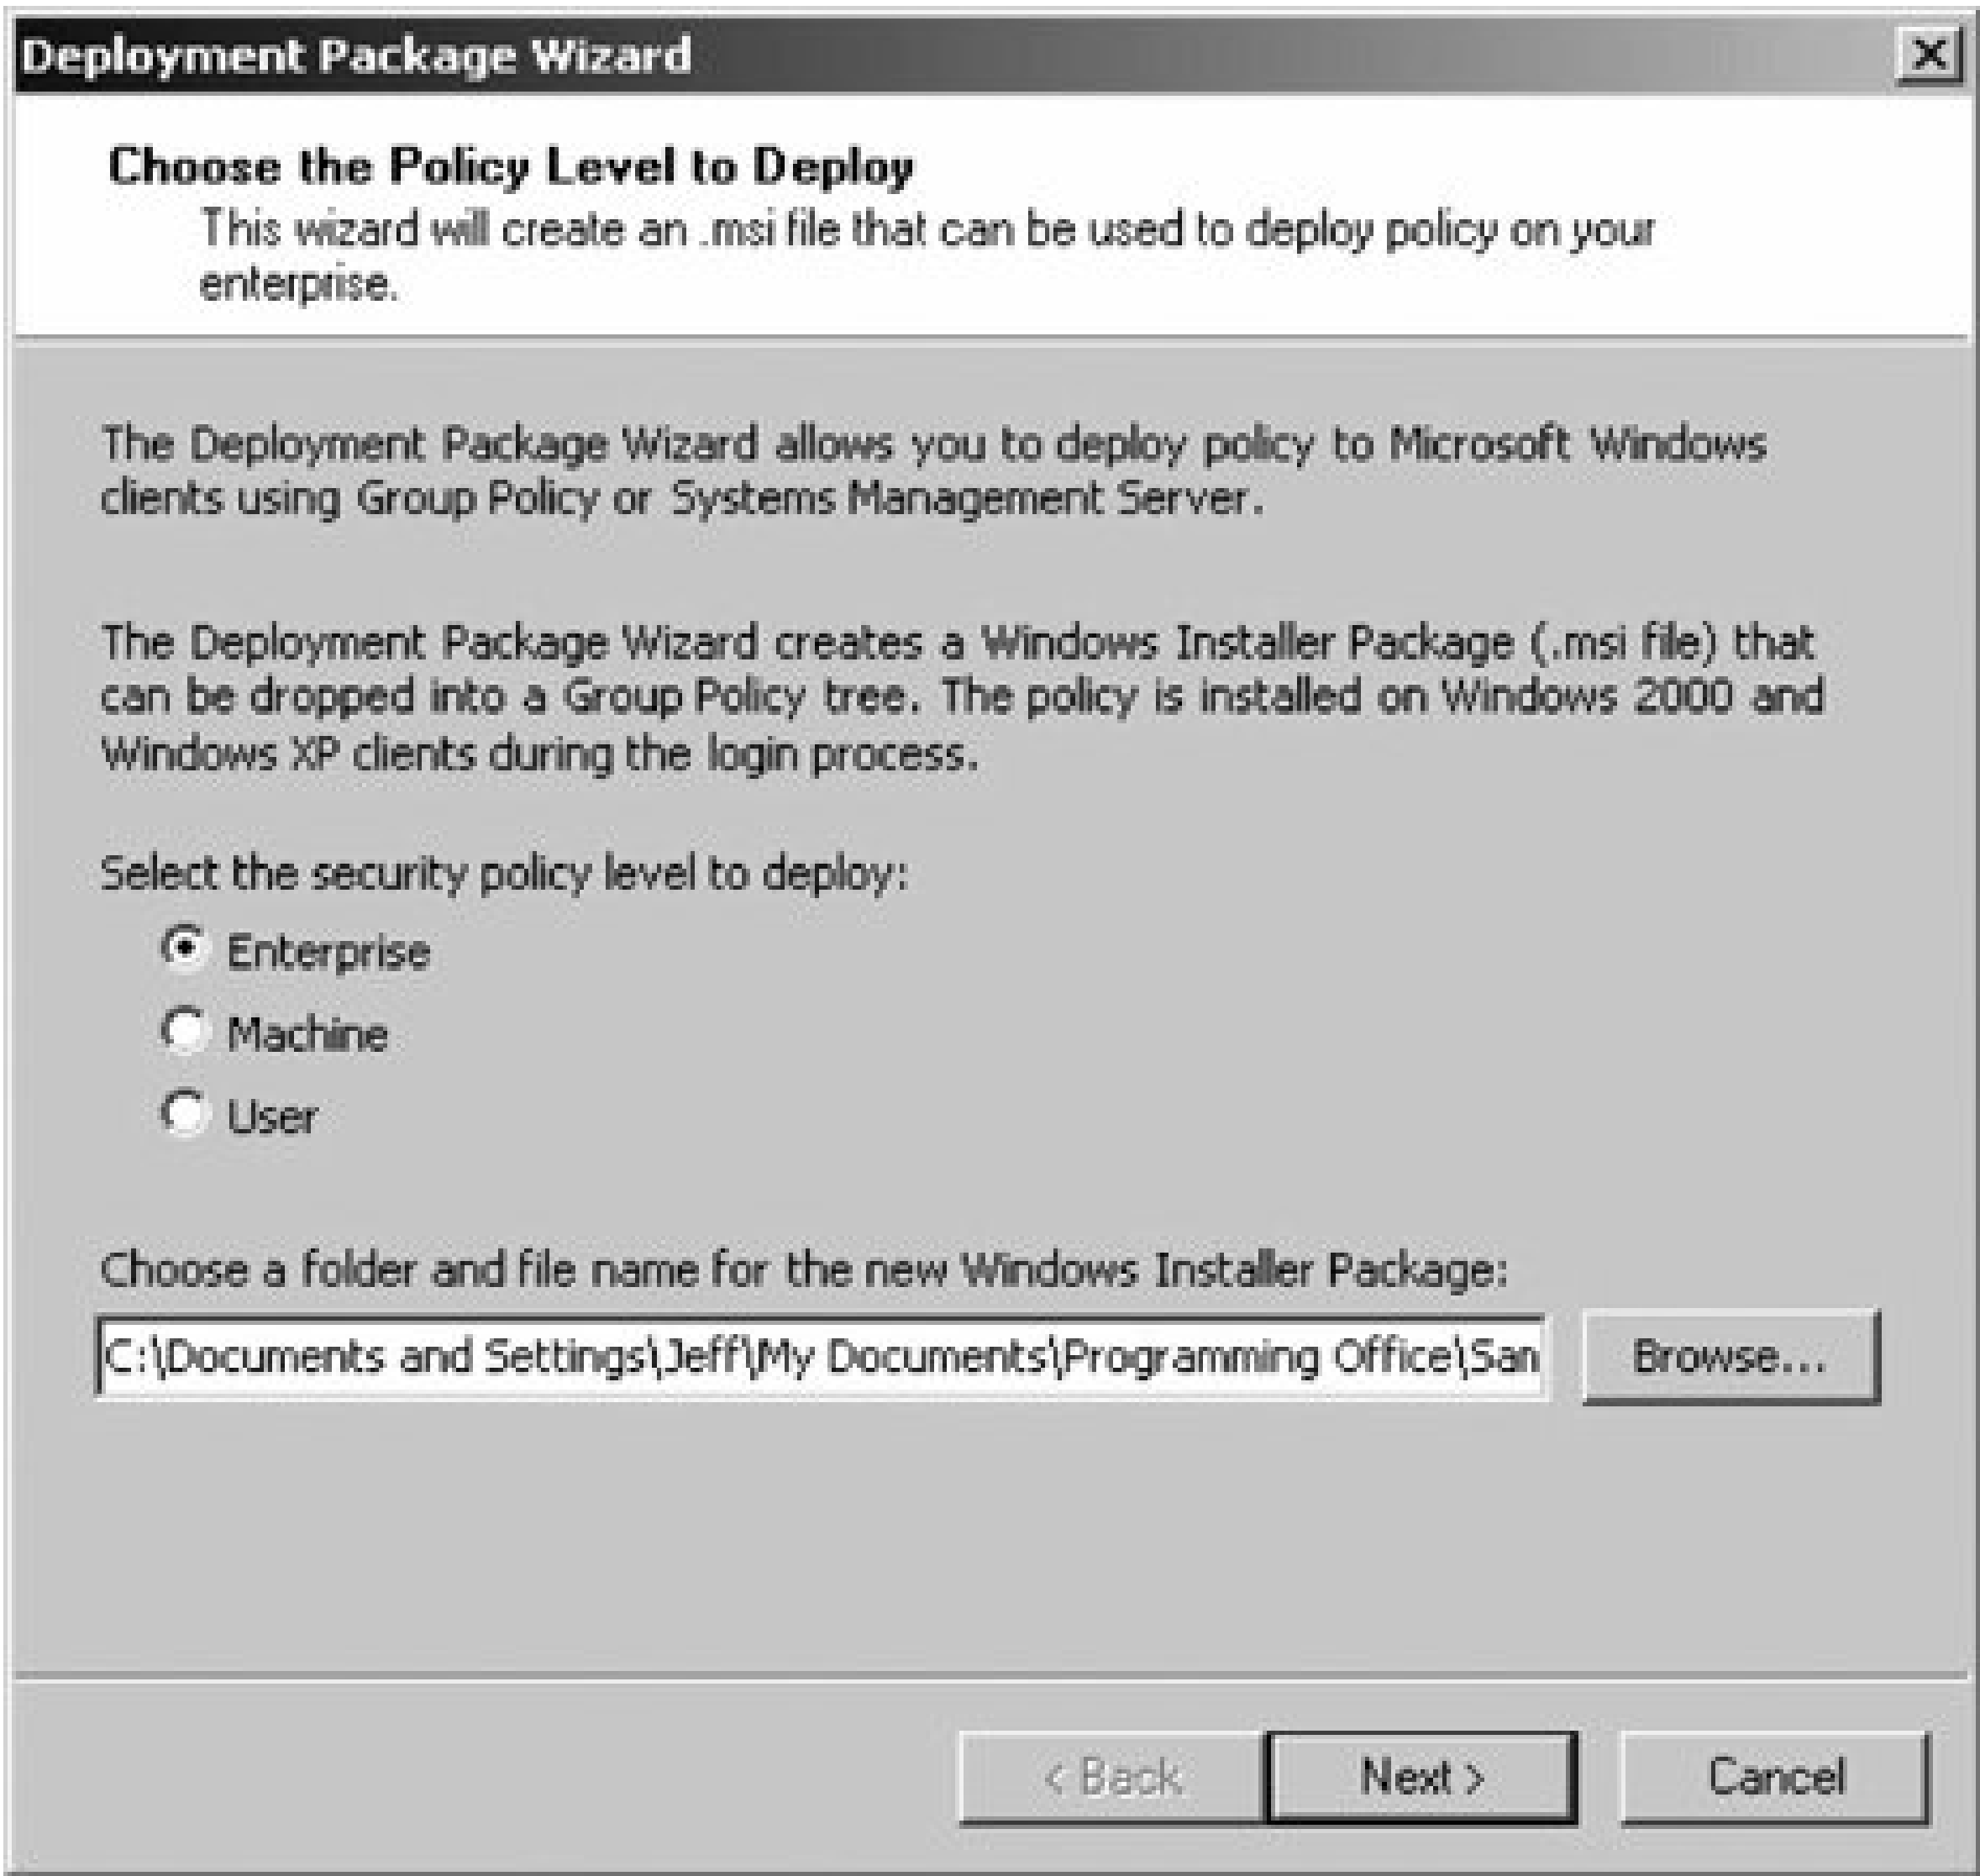 Deployment Package Wizard
Choose the Policy Level to Deploy
This wizard will create an .msi file that can be used to deploy policy on your
enterprise.
The Deployment Package Wizard allows you to deploy policy to Microsoft Windows
clients using Group Policy or Systems Management Server.
The Deployment Package Wizard creates a Windows Installer Package (.msi file) that
can be dropped into a Group Policy tree. The policy is installed on Windows 2000 and
Windows XP clients during the login process.
Select the security policy level to deploy:
Enterprise
Machine
User
Choose a folder and file name for the new Windows Installer Package:
C:\Documents and Settings\Jeff\My Documents\Programming Office\San
Browse...
< Back
Next >
Cancel